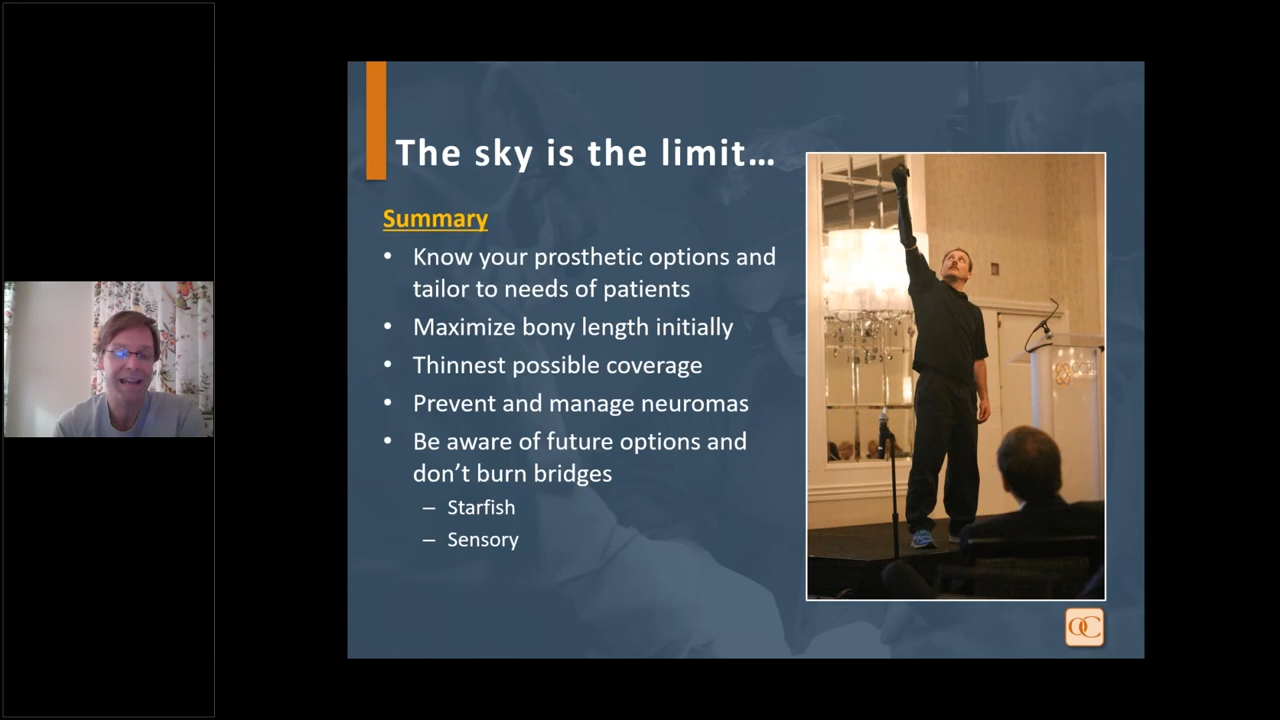 The sky is the limit…
Summary
• Know your prosthetic options and
tailor to needs of patients
• Maximize bony length initially
• Thinnest possible coverage
• Prevent and manage neuromas
• Be aware of future options and
don’t burn bridges
– Starfish
– Sensory
OC